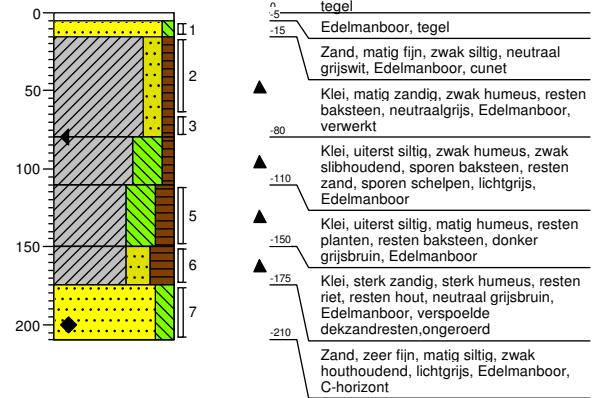 0
50
100
150
200
1
2
3
5
6
7
0
tegel
-5
Edelmanboor, tegel
-15
Zand, matig fijn, zwak siltig, neutraal
grijswit, Edelmanboor, cunet
Klei, matig zandig, zwak humeus, resten
baksteen, neutraalgrijs, Edelmanboor,
verwerkt
-80
Klei, uiterst siltig, zwak humeus, zwak
slibhoudend, sporen baksteen, resten
zand, sporen schelpen, lichtgrijs,
Edelmanboor
-110
Klei, uiterst siltig, matig humeus, resten
planten, resten baksteen, donker
grijsbruin, Edelmanboor
-150
Klei, sterk zandig, sterk humeus, resten
riet, resten hout, neutraal grijsbruin,
Edelmanboor, verspoelde
dekzandresten,ongeroerd
-175
-210
Zand, zeer fijn, matig siltig, zwak
houthoudend, lichtgrijs, Edelmanboor,
C-horizont